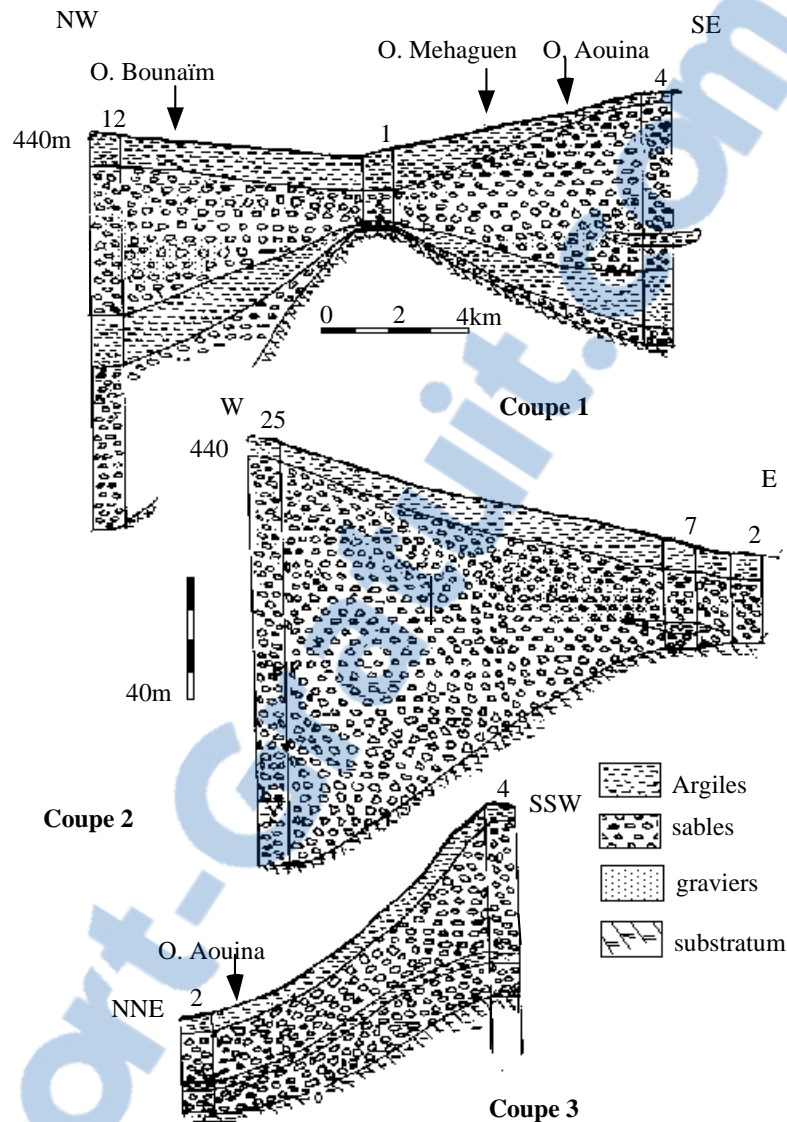 NW
SE
O. Mehaguen
O. Aouina
O. Bounaïm
4
12
1
440m
0 2 4km
W
Coupe 1
25
440
E
7
2
40m
4
Argiles
SSW
Coupe 2
sables
graviers
O. Aouina
substratum
NNE
2
Coupe 3